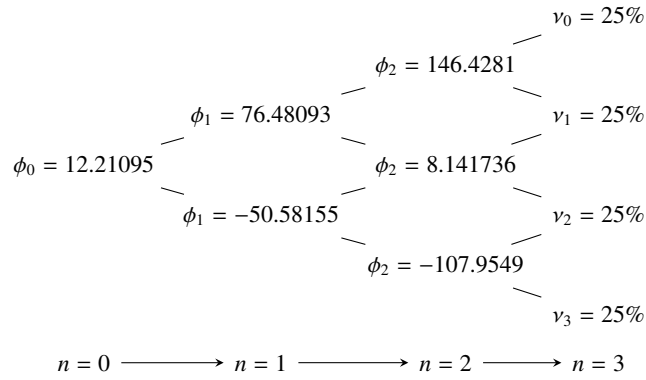 ν₀ = 25%
ϕ₂ = 146.4281
ϕ₁ = 76.48093
ν₁ = 25%
ϕ₀ = 12.21095
ϕ₂ = 8.141736
ϕ₁ = −50.58155
ν₂ = 25%
ϕ₂ = −107.9549
ν₃ = 25%
n = 0 ⟶ n = 1 ⟶ n = 2 ⟶ n = 3